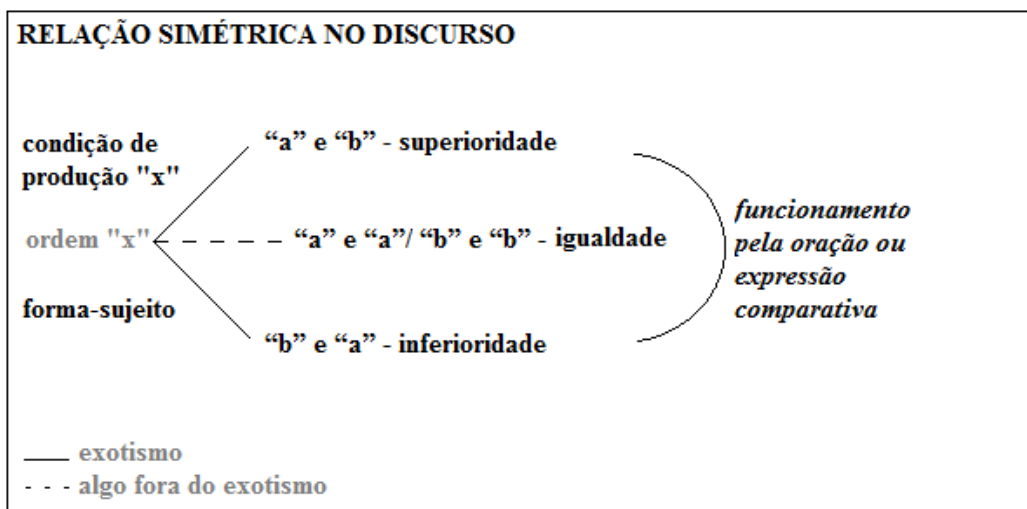 RELAÇÃO SIMÉTRICA NO DISCURSO
condição de
produção "x"
ordem "x"
forma-sujeito
“a” e “b” - superioridade
“a” e “a”/ “b” e “b” - igualdade
“b” e “a” - inferioridade
funcionamento
pela oração ou
expressão
comparativa
exotismo
algo fora do exotismo